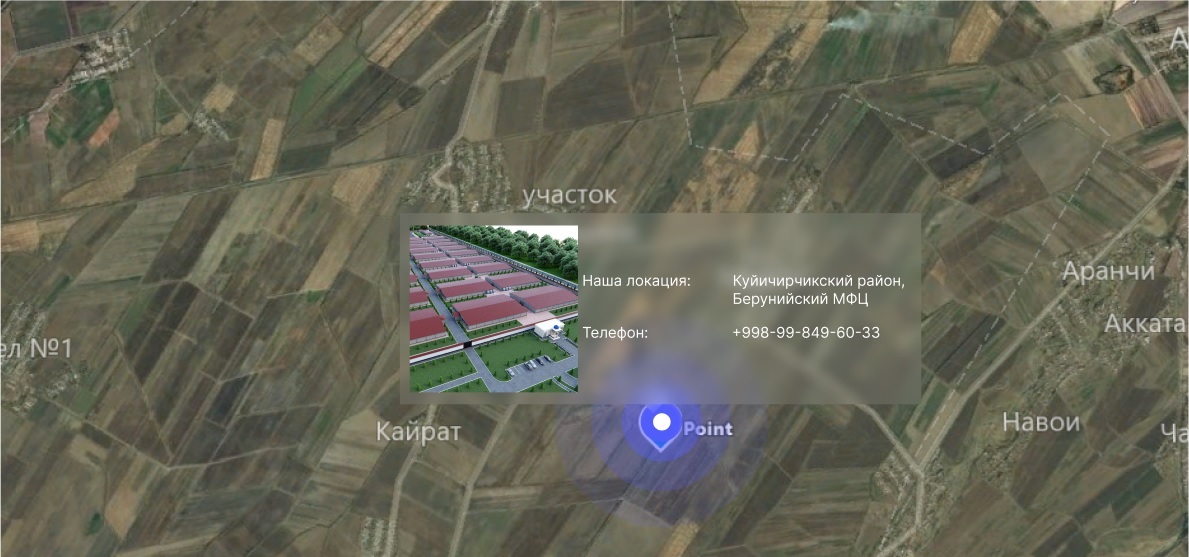 участок
Наша локация:
Куйичирчикский район,
Берунийский МФЦ
Телефон:
+998-99-849-60-33
Аранчи
Акката
ел №1
Кайрат
Point
Навои
Ча